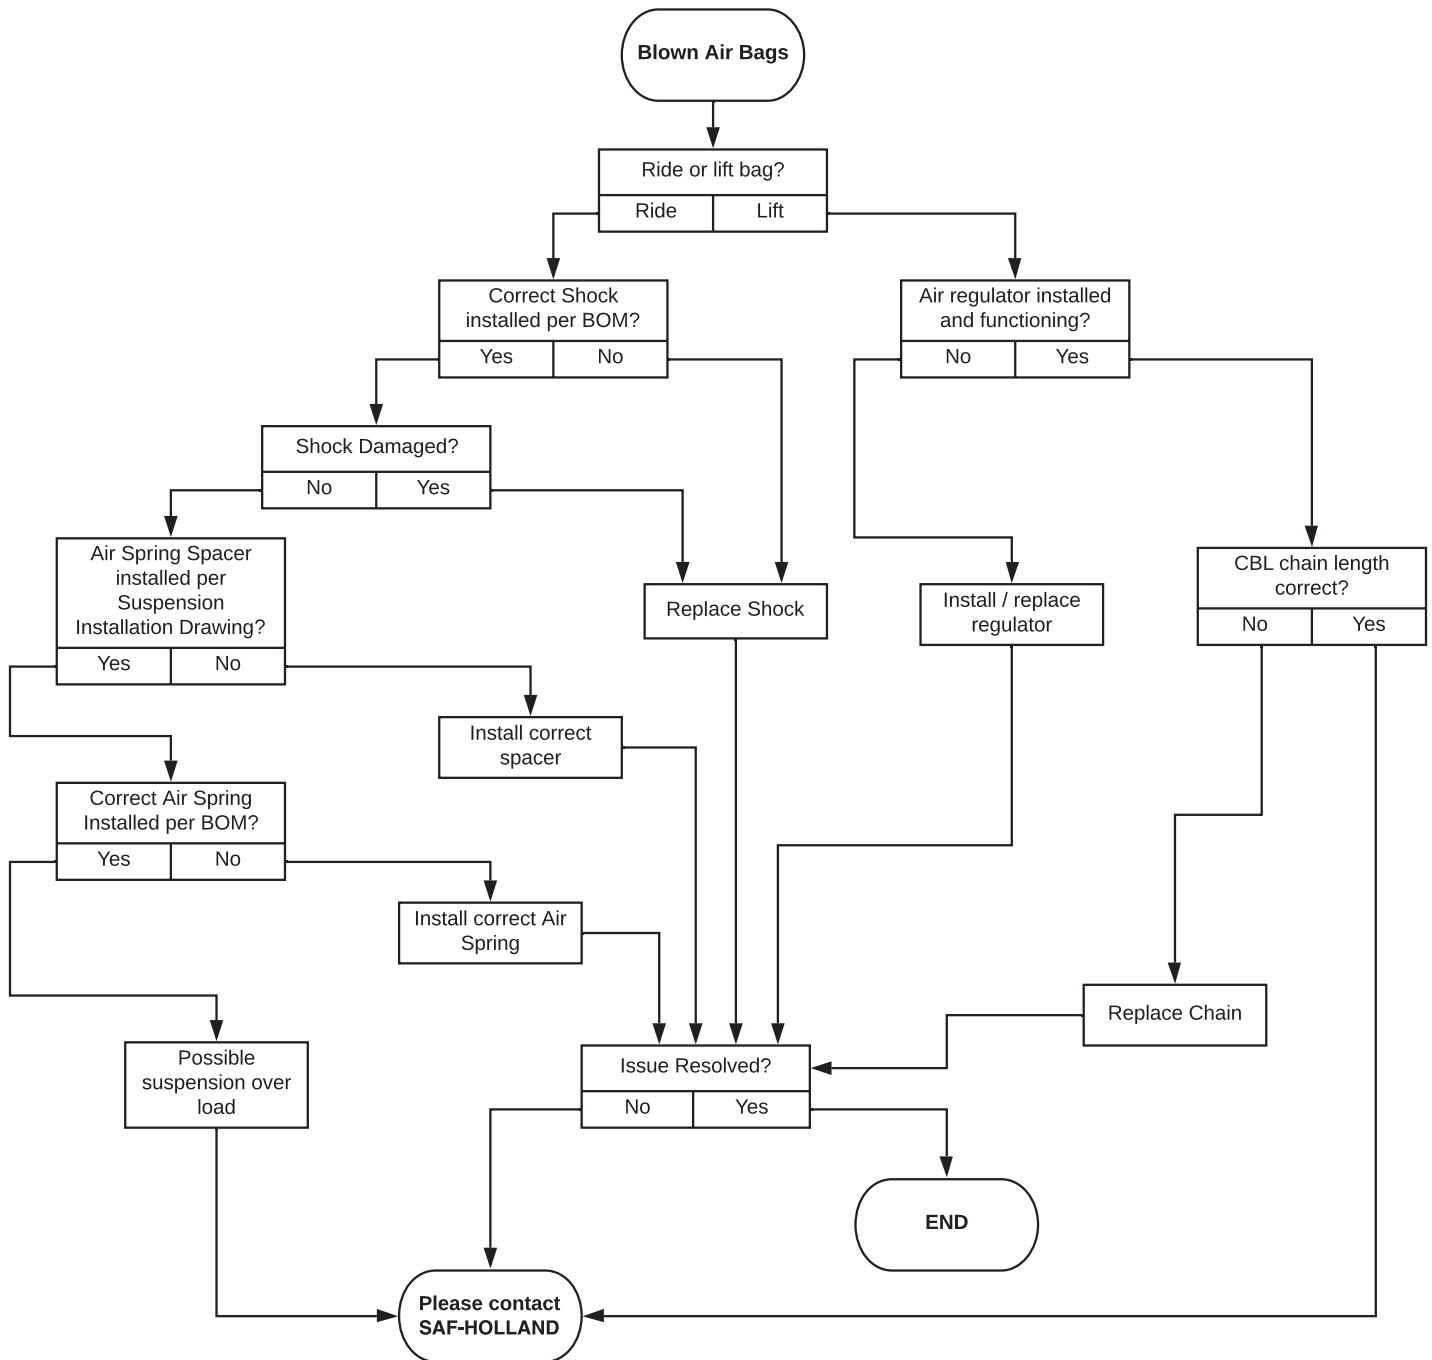 Blown Air Bags
Ride or lift bag?
Ride
Lift
Correct Shock
installed per BOM?
Yes
No
Air regulator installed
and functioning?
No
Yes
Shock Damaged?
No
Yes
Air Spring Spacer
installed per
Suspension
Installation Drawing?
Yes
No
Replace Shock
Install / replace
regulator
CBL chain length
correct?
No
Yes
Install correct
spacer
Correct Air Spring
Installed per BOM?
Yes
No
Install correct Air
Spring
Replace Chain
Possible
suspension over
load
Issue Resolved?
No
Yes
END
Please contact
SAF-HOLLAND